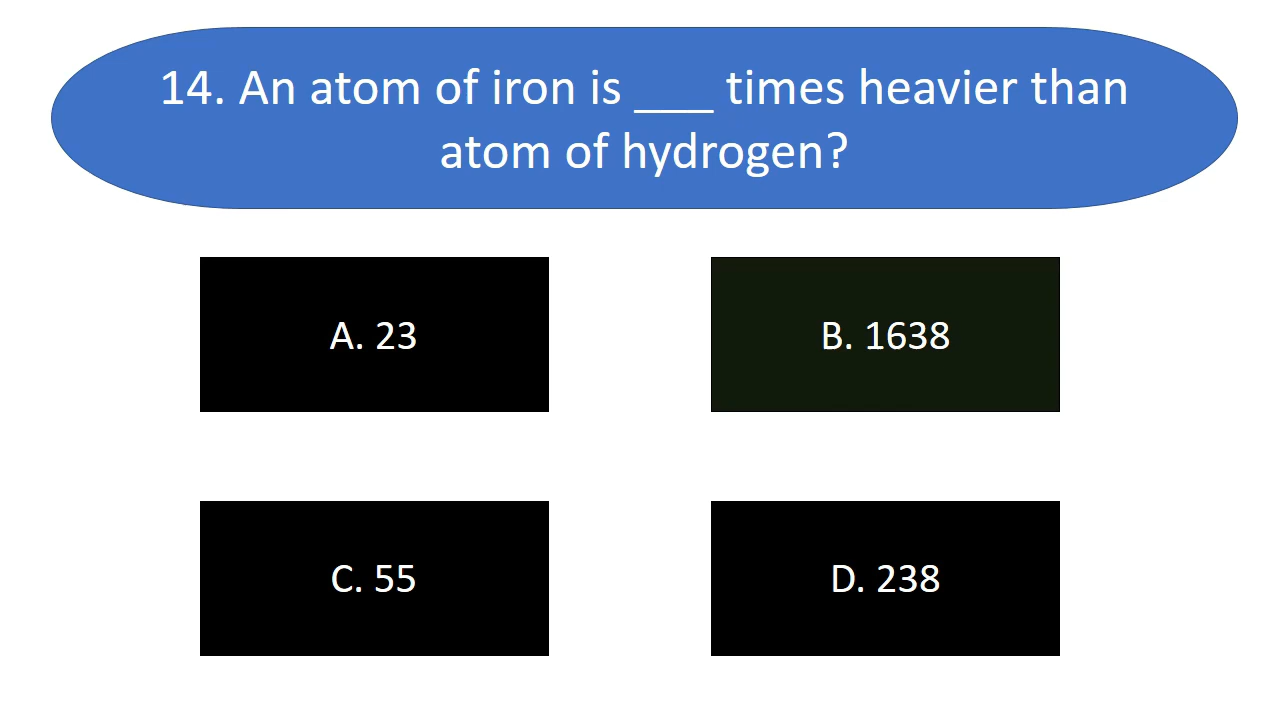 14. An atom of iron is ___ times heavier than
atom of hydrogen?
A. 23
B. 1638
C. 55
D. 238